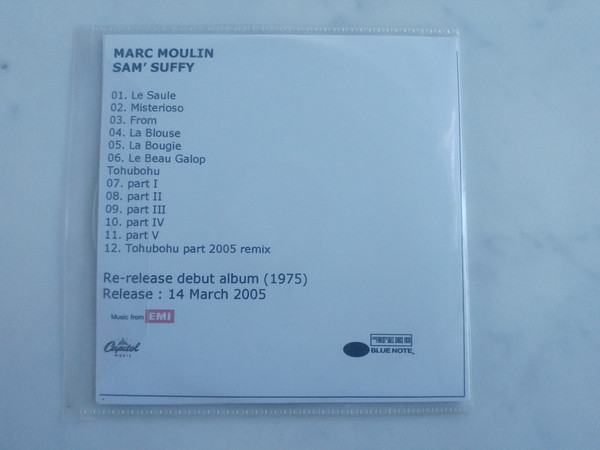 MARC MOULIN
SAM' SUFFY
01. Le Saule
02. Misterioso
03. From
04. La Blouse
05. La Bougie
06. Le Beau Galop
Tohubohu
07. part I
08. part II
09. part III
10. part IV
11. part V
12. Tohubohu part 2005 remix
Re-release debut album (1975)
Release : 14 March 2005
Music from EMI
Capitol
MUSIC
BLUE NOTE